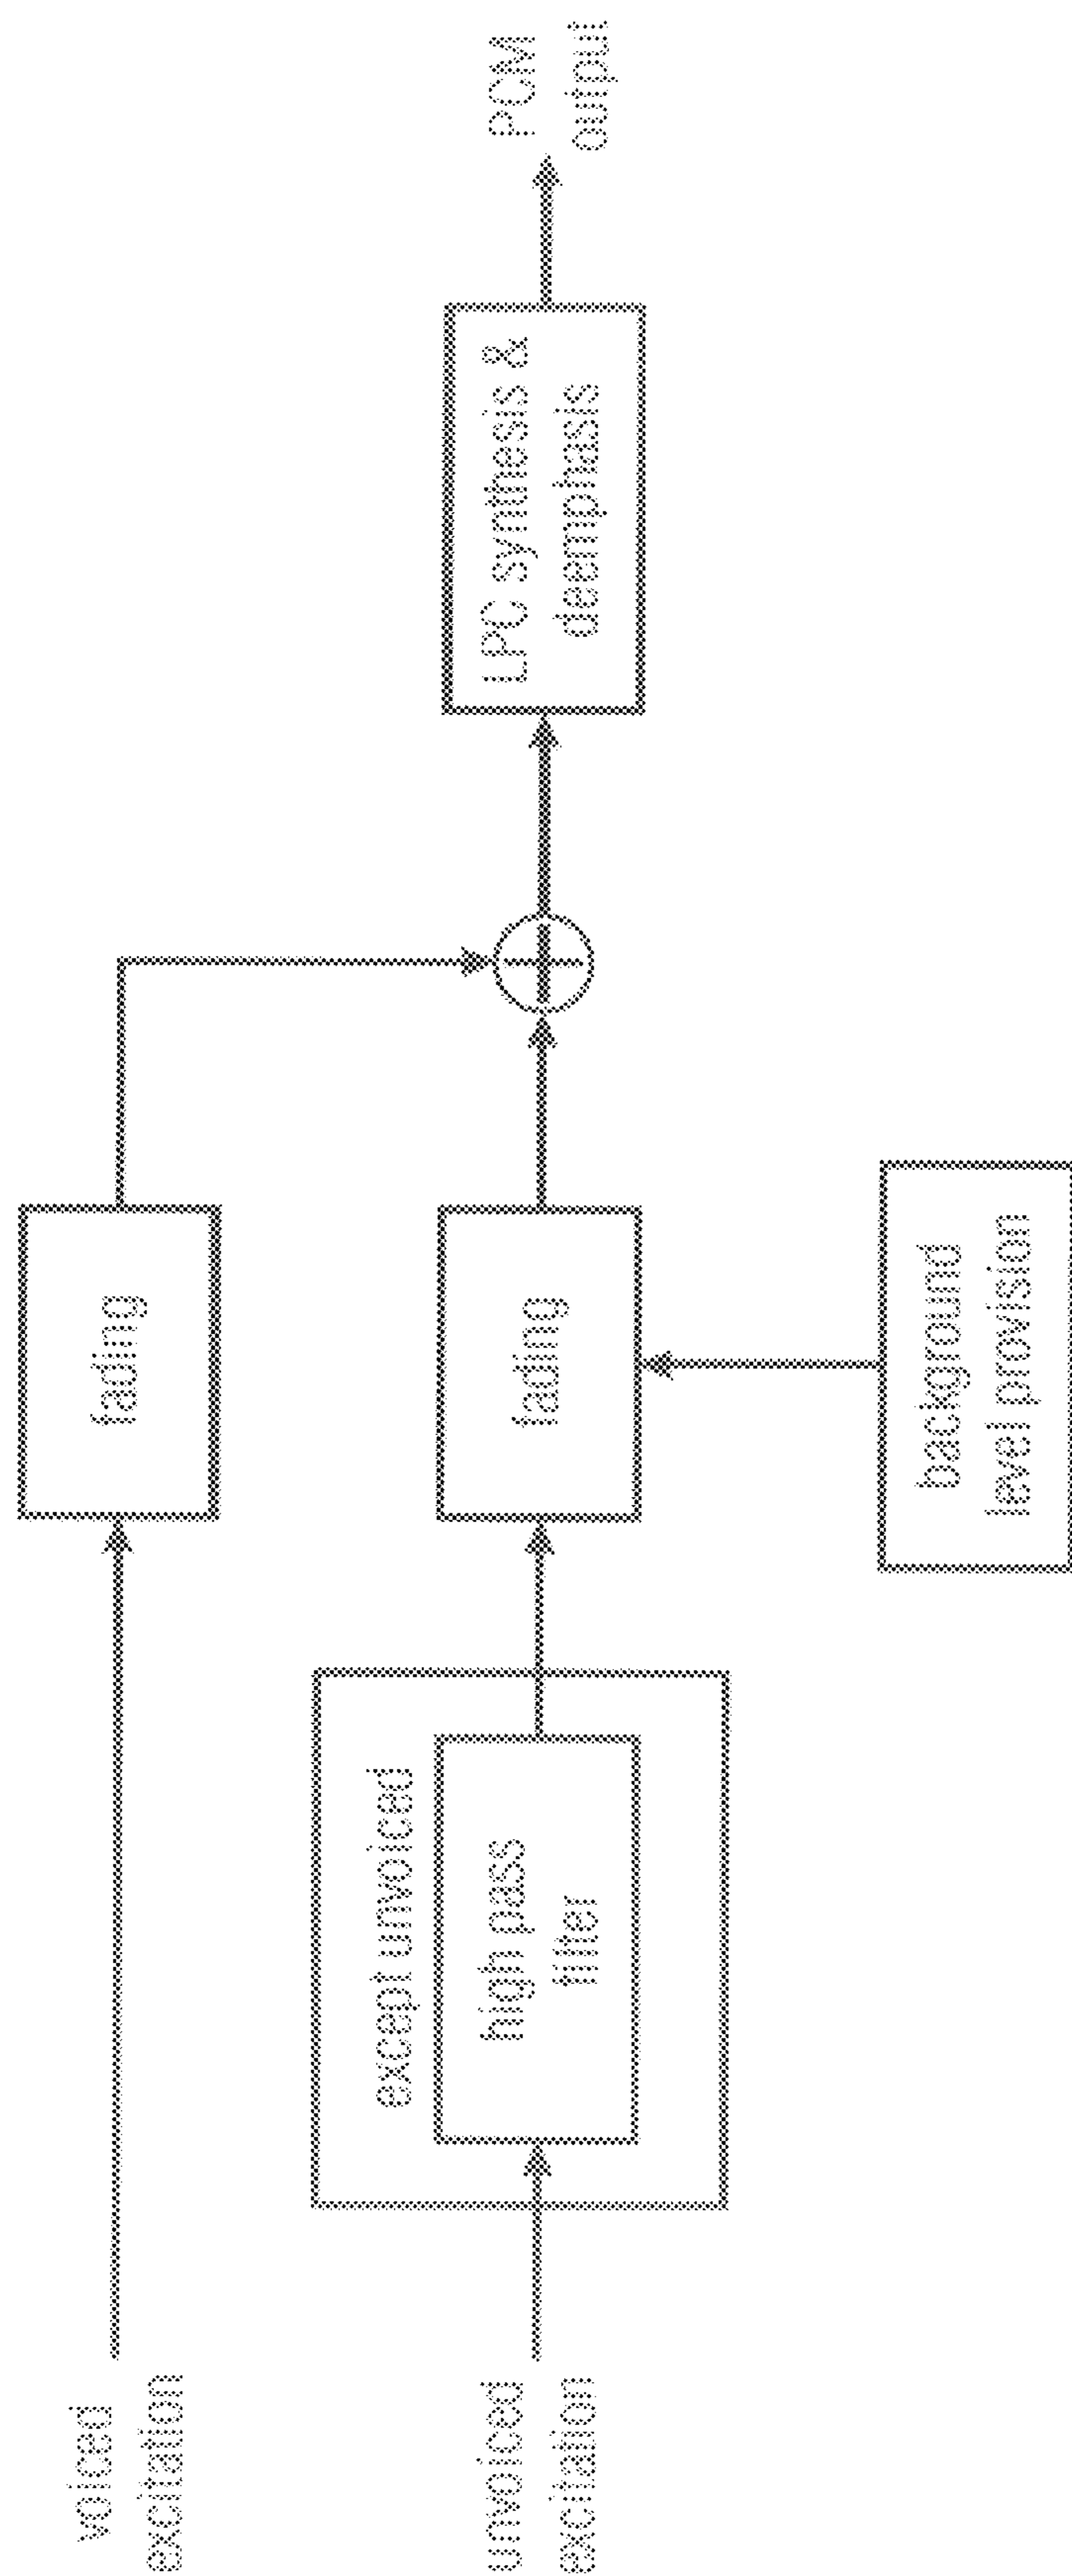 voiced
excitation
fading
unvoiced
excitation
except unvoiced
high pass
filter
fading
background
level provision
LPC synthesis &
deemphasis
PCM
output